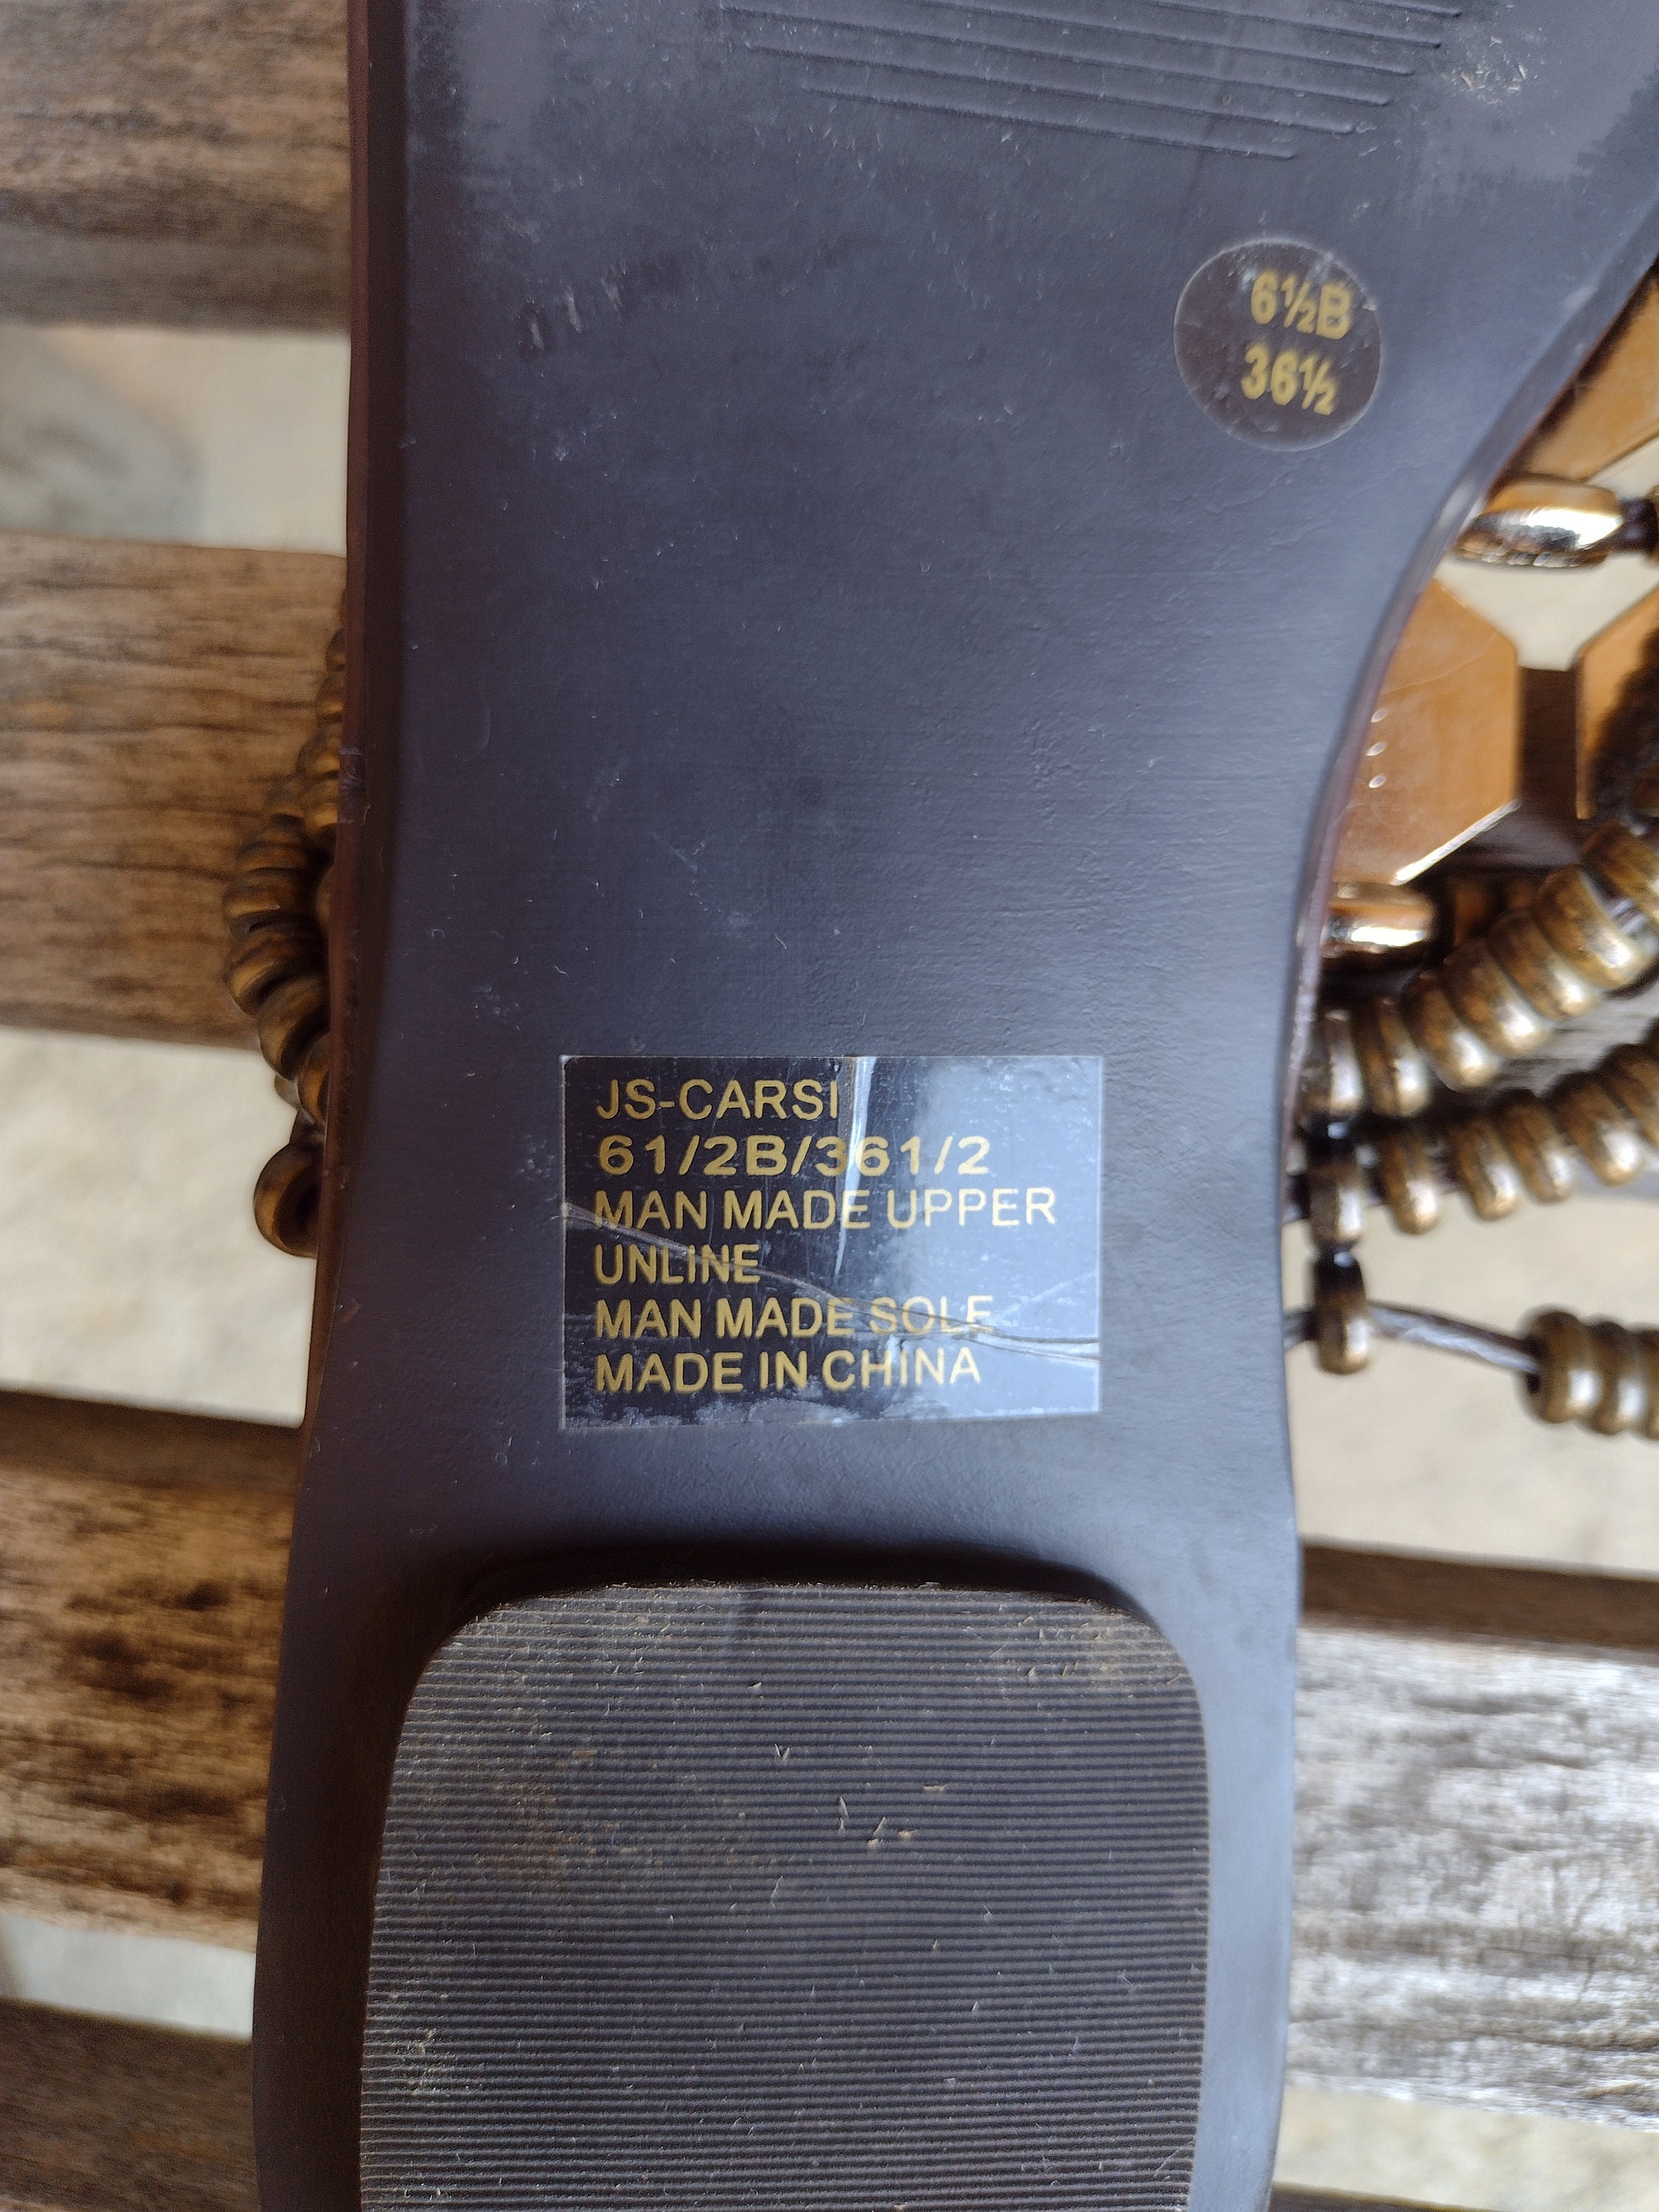 6½B
36½
JS-CARSI
61/2B/361/2
MAN MADE UPPER
UNLINE
MAN MADE SOLE
MADE IN CHINA